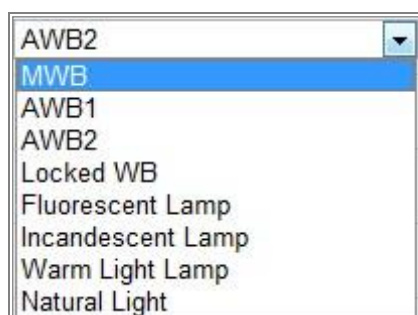 AWB2
MWB
AWB1
AWB2
Locked WB
Fluorescent Lamp
Incandescent Lamp
Warm Light Lamp
Natural Light